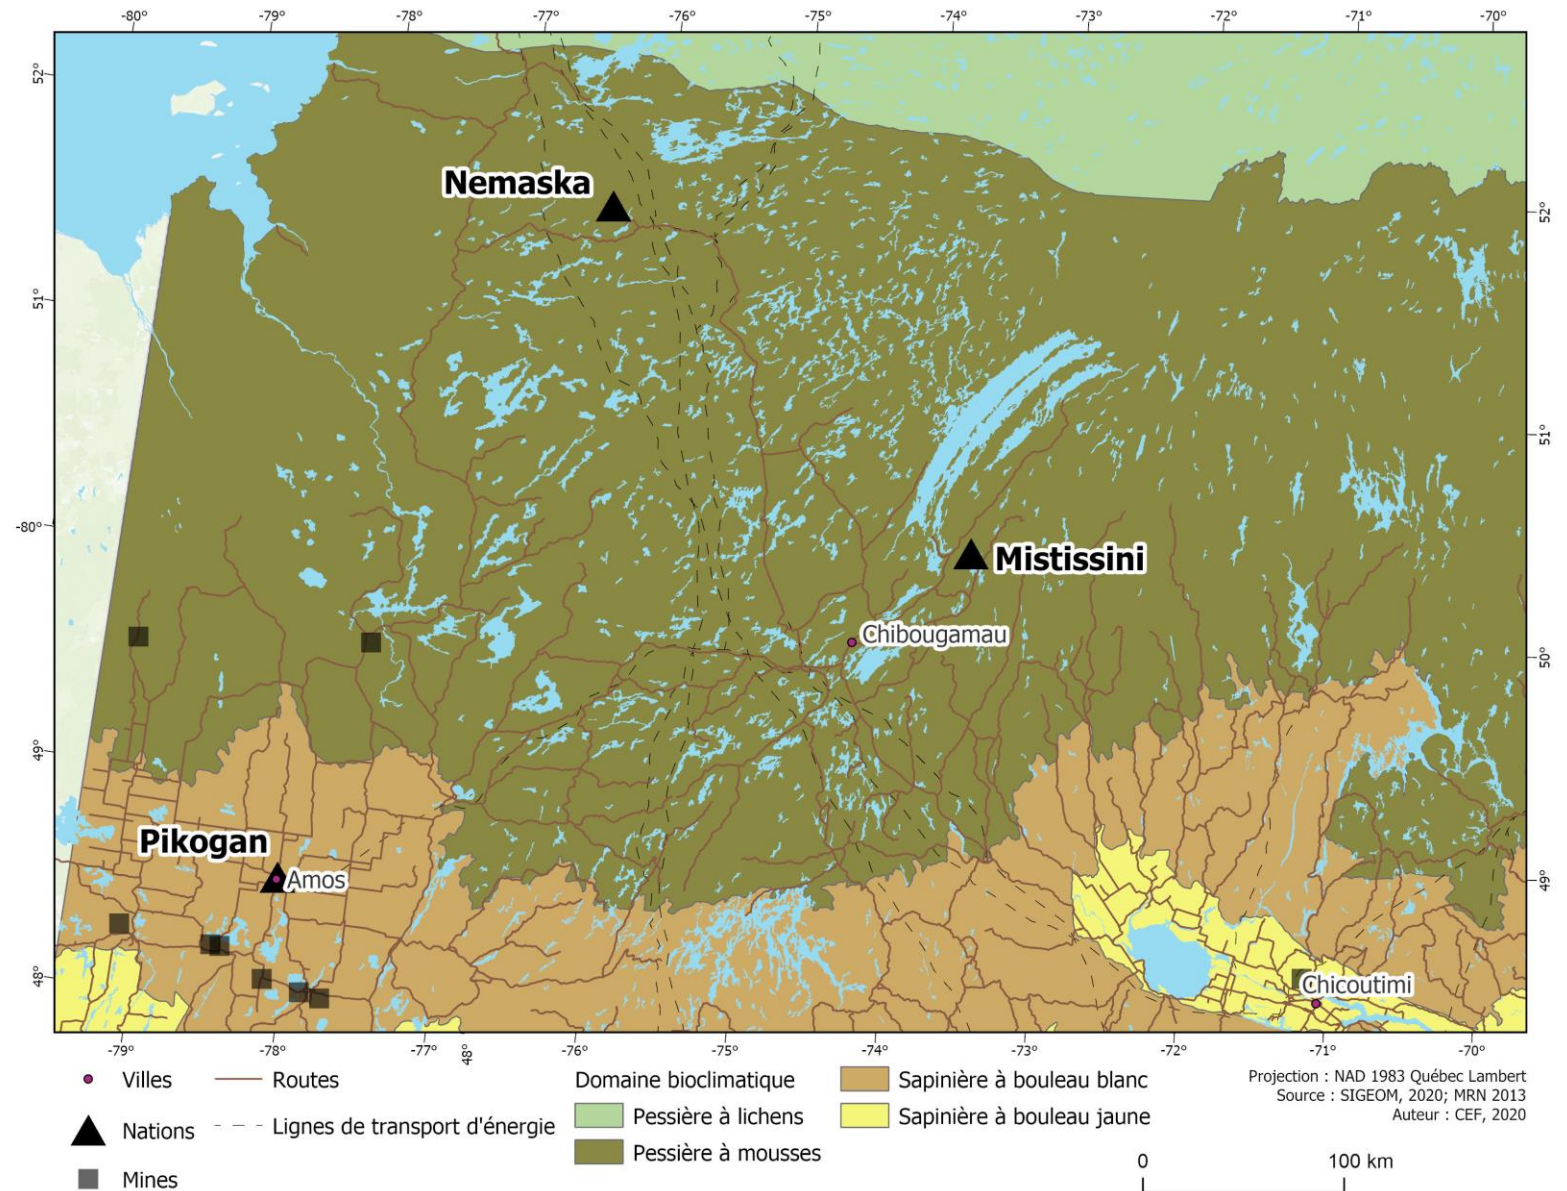 -80° -79° -78° -77° -76° -75° -74° -73° -72° -71° -70°
52°
Nemaska
52°
51°
51°
-80°
Mistissini
Chibougamau
50°
49°
Pikogan
Amos
49°
48°
Chicoutimi
-79° -78° -77° 48° -76° -75° -74° -73° -72° -71° -70°
Villes
Routes
Nations
Lignes de transport d'énergie
Mines
Domaine bioclimatique
Pessière à lichens
Pessière à mousses
Sapinière à bouleau blanc
Sapinière à bouleau jaune
Projection : NAD 1983 Québec Lambert
Source : SIGEOM, 2020; MRN 2013
Auteur : CEF, 2020
0 100 km